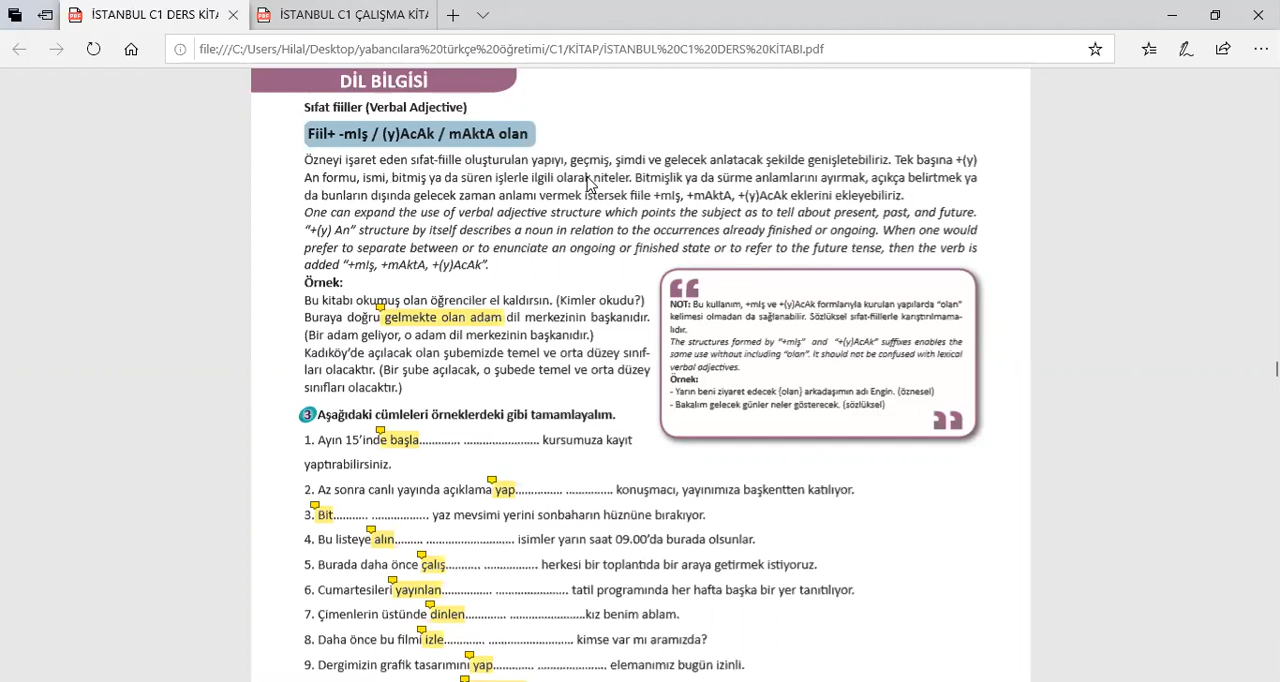 İSTANBUL C1 DERS KİTA
İSTANBUL C1 ÇALIŞMA KİTA
file:///C:/Users/Hilal/Desktop/yabancılara%20türkçe%20öğretimi/C1/KİTAP/İSTANBUL%20C1%20DERS%20KİTABI.pdf
DİL BİLGİSİ
Sıfat fiiller (Verbal Adjective)
Fiil+ -mIş / (y)AcAk / mAktA olan
Özneyi işaret eden sıfat-fiille oluşturulan yapıyı, geçmiş, şimdi ve gelecek anlatacak şekilde genişletebiliriz. Tek başına +(y)
An formu, ismi, bitmiş ya da süren işlerle ilgili olarak niteler. Bitmişlik ya da sürme anlamlarını ayırmak, açıkça belirtmek ya
da bunların dışında gelecek zaman anlamı vermek istersek fiile +mIş, +mAktA, +(y)AcAk eklerini ekleyebiliriz.
One can expand the use of verbal adjective structure which points the subject as to tell about present, past, and future.
"+(y) An" structure by itself describes a noun in relation to the occurrences already finished or ongoing. When one would
prefer to separate between or to enunciate an ongoing or finished state or to refer to the future tense, then the verb is
added "+mIş, +mAktA, +(y)AcAk".
Örnek:
Bu kitabı okumuş olan öğrenciler el kaldırsın. (Kimler okudu?)
Buraya doğru gelmekte olan adam dil merkezinin başkanıdır.
(Bir adam geliyor, o adam dil merkezinin başkanıdır.)
Kadıköy'de açılacak olan şubemizde temel ve orta düzey sınıf-
ları olacaktır. (Bir şube açılacak, o şubede temel ve orta düzey
sınıfları olacaktır.)
NOT: Bu kullanım, +mIş ve +(y)AcAk formlarıyla kurulan yapılarda "olan"
kelimesi olmadan da sağlanabilir. Sözlüksel sıfat-fiillerle karıştırılmama-
lıdır.
The structures formed by "+mIş" and "+(y)AcAk" suffixes enables the
same use without including "olan". It should not be confused with lexical
verbal adjectives.
Örnek:
- Yarın beni ziyaret edecek (olan) arkadaşımın adı Engin. (öznesel)
- Bakalım gelecek günler neler gösterecek. (sözlüksel)
3 Aşağıdaki cümleleri örneklerdeki gibi tamamlayalım.
1. Ayın 15'inde başla............. ........................ kursumuza kayıt
yaptırabilirsiniz.
2. Az sonra canlı yayında açıklama yap............... ............... konuşmacı, yayınımıza başkentten katılıyor.
3. Bit........... .................. yaz mevsimi yerini sonbaharın hüznüne bırakıyor.
4. Bu listeye alın......... ............................ isimler yarın saat 09.00'da burada olsunlar.
5. Burada daha önce çalış........... ................. herkesi bir toplantıda bir araya getirmek istiyoruz.
6. Cumartesileri yayınlan................ ....................... tatil programında her hafta başka bir yer tanıtılıyor.
7. Çimenlerin üstünde dinlen............. .........................kız benim ablam.
8. Daha önce bu filmi izle............. ........................... kimse var mı aramızda?
9. Dergimizin grafik tasarımını yap............. ...................... elemanımız bugün izinli.